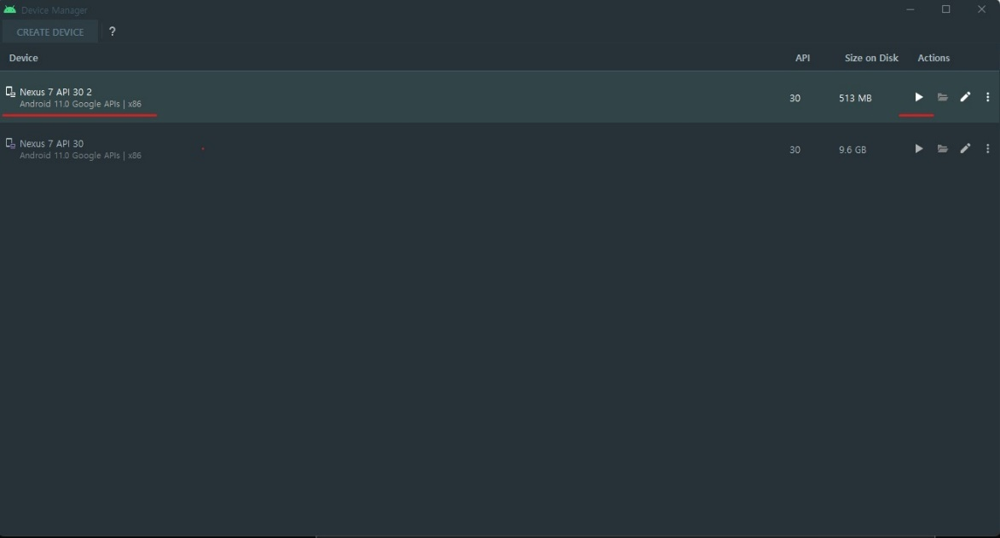 Device Manager
CREATE DEVICE ?
Device API Size on Disk Actions
Nexus 7 API 30 2
Android 11.0 Google APIs | x86
30 513 MB
Nexus 7 API 30
Android 11.0 Google APIs | x86
30 9.6 GB